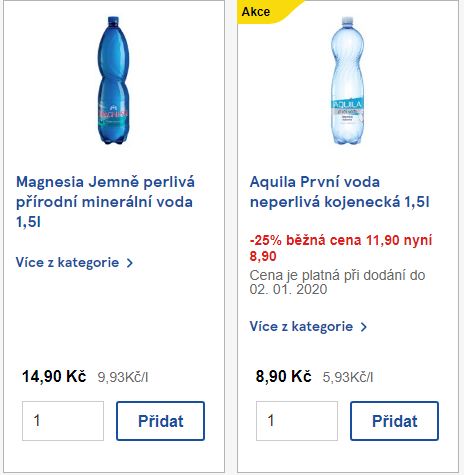 Magnesia Jemně perlivá
přírodní minerální voda
1,5l
Více z kategorie
14,90 Kč 9,93Kč/l
1
Přidat
Akce
AQUILA
Aquila První voda
neperlivá kojenecká 1,5l
-25% běžná cena 11,90 nyní
8,90
Cena je platná při dodání do
02. 01. 2020
Více z kategorie
8,90 Kč 5,93Kč/l
1
Přidat